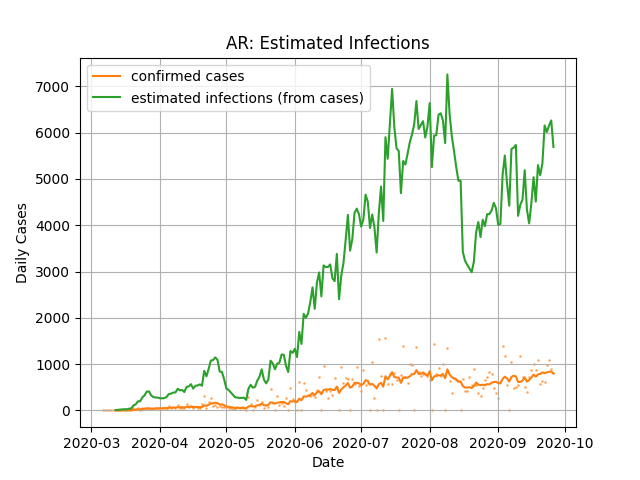 AR: Estimated Infections
confirmed cases
estimated infections (from cases)
Daily Cases
7000
6000
5000
4000
3000
2000
1000
0
2020-03 2020-04 2020-05 2020-06 2020-07 2020-08 2020-09 2020-10
Date